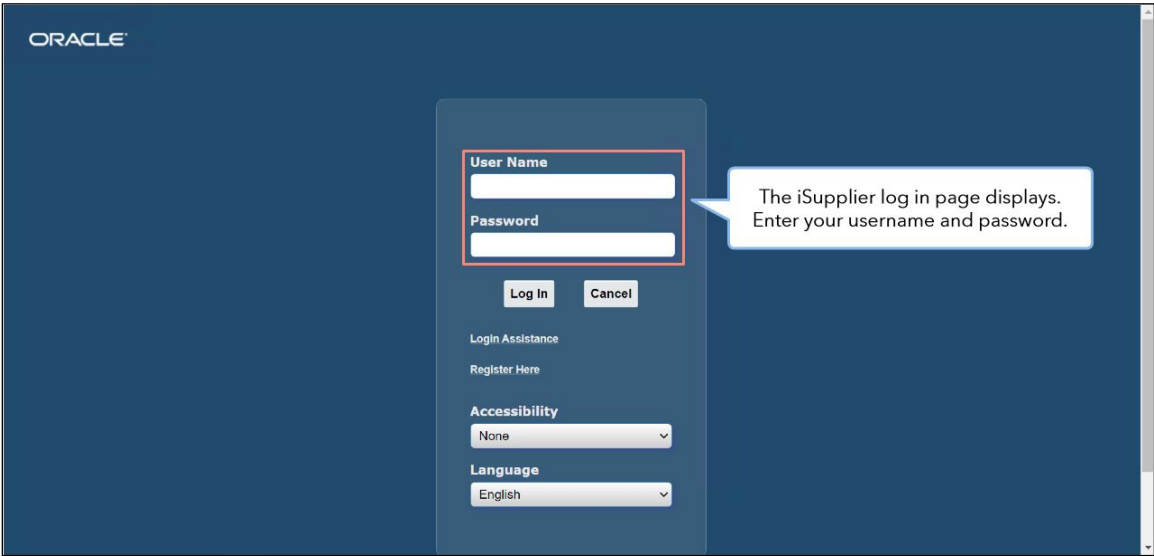 ORACLE
User Name
The iSupplier log in page displays.
Enter your username and password.
Password
Log In
Cancel
Login Assistance
Register Here
Accessibility
None
Language
English